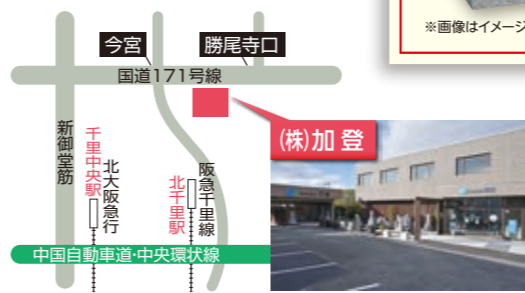 ※画像はイメージ
今宮
勝尾寺口
国道171号線
(株)加登
新御堂筋
千里中央駅
北大阪急行
北千里駅
阪急千里線
中国自動車道・中央環状線